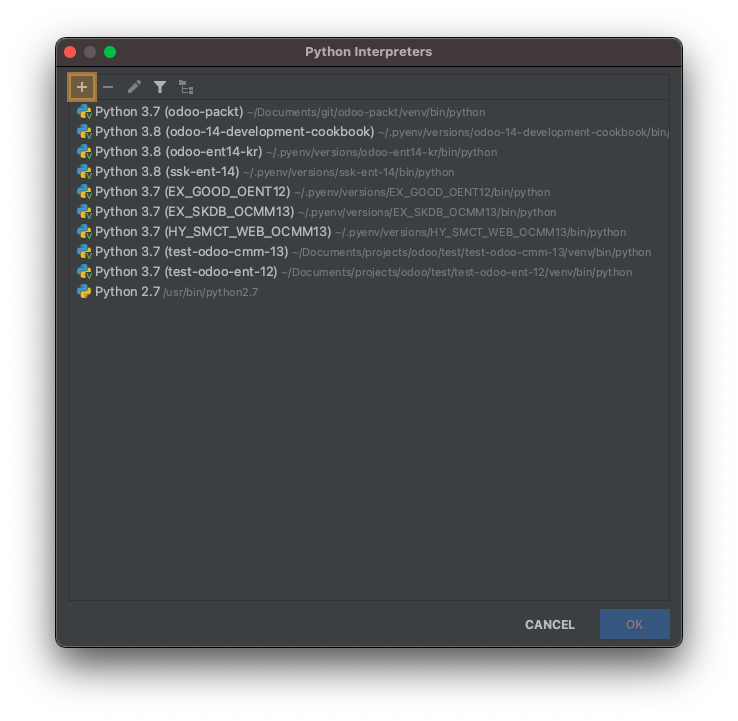 Python Interpreters
Python 3.7 (odoo-packt) ~/Documents/git/odoo-packt/venv/bin/python
Python 3.8 (odoo-14-development-cookbook) ~/.pyenv/versions/odoo-14-development-cookbook/bin/
Python 3.8 (odoo-ent14-kr) ~/.pyenv/versions/odoo-ent14-kr/bin/python
Python 3.8 (ssk-ent-14) ~/.pyenv/versions/ssk-ent-14/bin/python
Python 3.7 (EX_GOOD_OENT12) ~/.pyenv/versions/EX_GOOD_OENT12/bin/python
Python 3.7 (EX_SKDB_OCMM13) ~/.pyenv/versions/EX_SKDB_OCMM13/bin/python
Python 3.7 (HY_SMCT_WEB_OCMM13) ~/.pyenv/versions/HY_SMCT_WEB_OCMM13/bin/python
Python 3.7 (test-odoo-cmm-13) ~/Documents/projects/odoo/test/test-odoo-cmm-13/venv/bin/python
Python 3.7 (test-odoo-ent-12) ~/Documents/projects/odoo/test/test-odoo-ent-12/venv/bin/python
Python 2.7 /usr/bin/python2.7
CANCEL OK